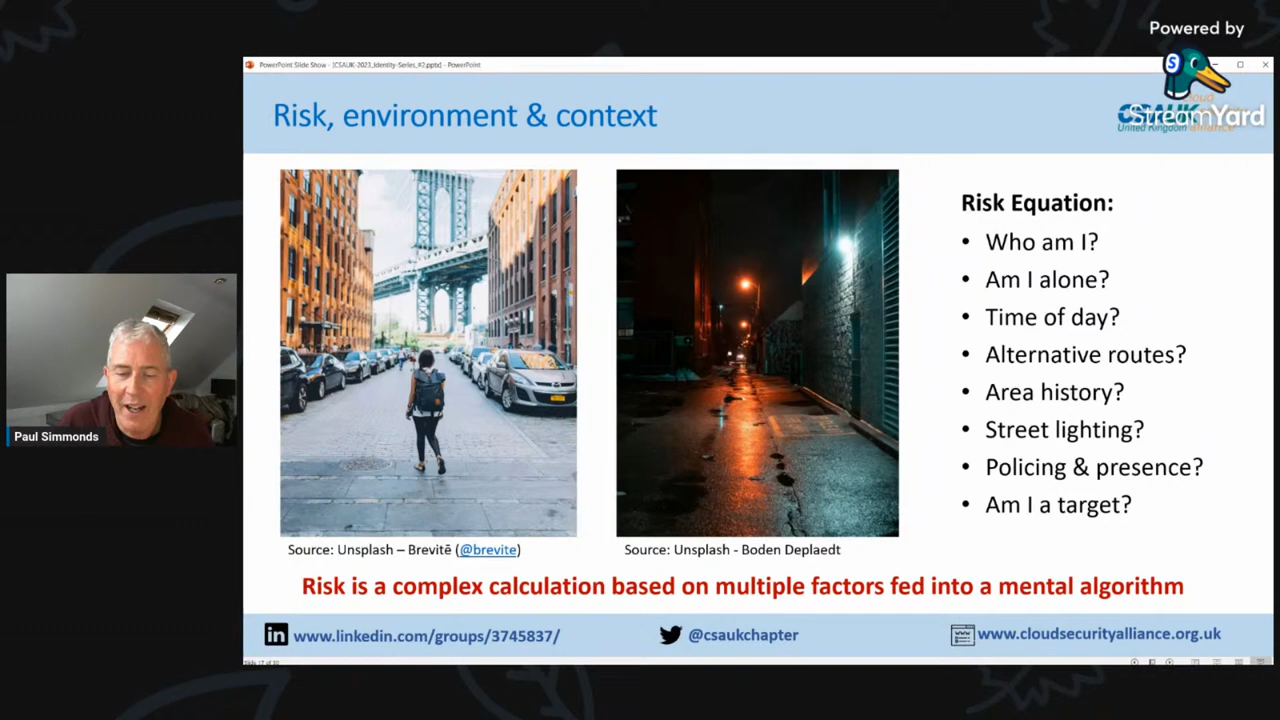 Powered by
StreamYard
PowerPoint Slide Show - [CSAUK-2023_Identity-Series_#2.pptx] - PowerPoint
Risk, environment & context
United Kingdom
Risk Equation:
• Who am I?
• Am I alone?
• Time of day?
• Alternative routes?
• Area history?
• Street lighting?
• Policing & presence?
• Am I a target?
Paul Simmonds
Source: Unsplash – Brevitē (@brevite)
Source: Unsplash - Boden Deplaedt
Risk is a complex calculation based on multiple factors fed into a mental algorithm
www.linkedin.com/groups/3745837/
@csaukchapter
www.cloudsecurityalliance.org.uk